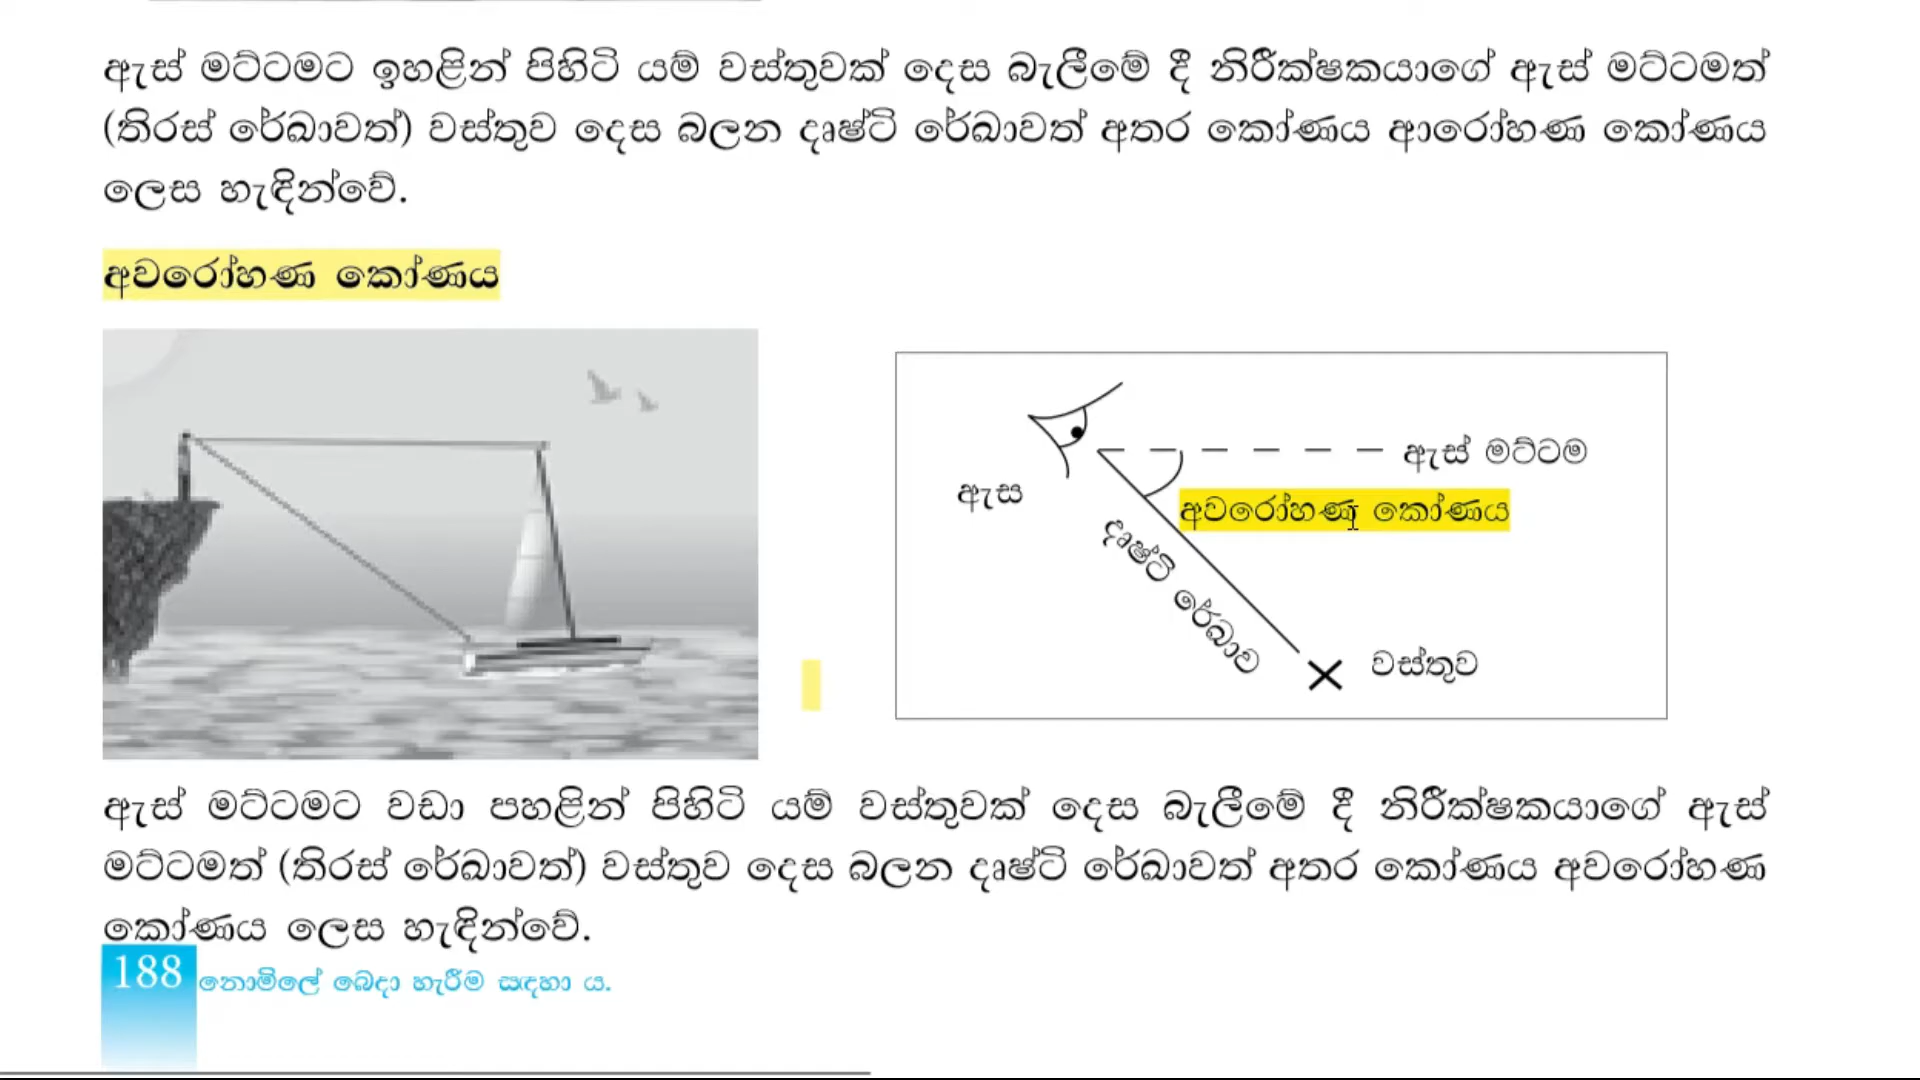 ඇස් මට්ටමට ඉහළින් පිහිටි යම් වස්තුවක් දෙස බැලීමේ දී නිරීක්ෂකයාගේ ඇස් මට්ටමත්
(තිරස් රේඛාවත්) වස්තුව දෙස බලන දෘෂ්ටි රේඛාවත් අතර කෝණය ආරෝහණ කෝණය
ලෙස හැඳින්වේ.
අවරෝහණ කෝණය
ඇස් මට්ටම
ඇස
අවරෝහණ කෝණය
දෘෂ්ටි රේඛාව
වස්තුව
ඇස් මට්ටමට වඩා පහළින් පිහිටි යම් වස්තුවක් දෙස බැලීමේ දී නිරීක්ෂකයාගේ ඇස්
මට්ටමත් (තිරස් රේඛාවත්) වස්තුව දෙස බලන දෘෂ්ටි රේඛාවත් අතර කෝණය අවරෝහණ
කෝණය ලෙස හැඳින්වේ.
188 නොමිලේ බෙදා හැරීම සඳහා ය.